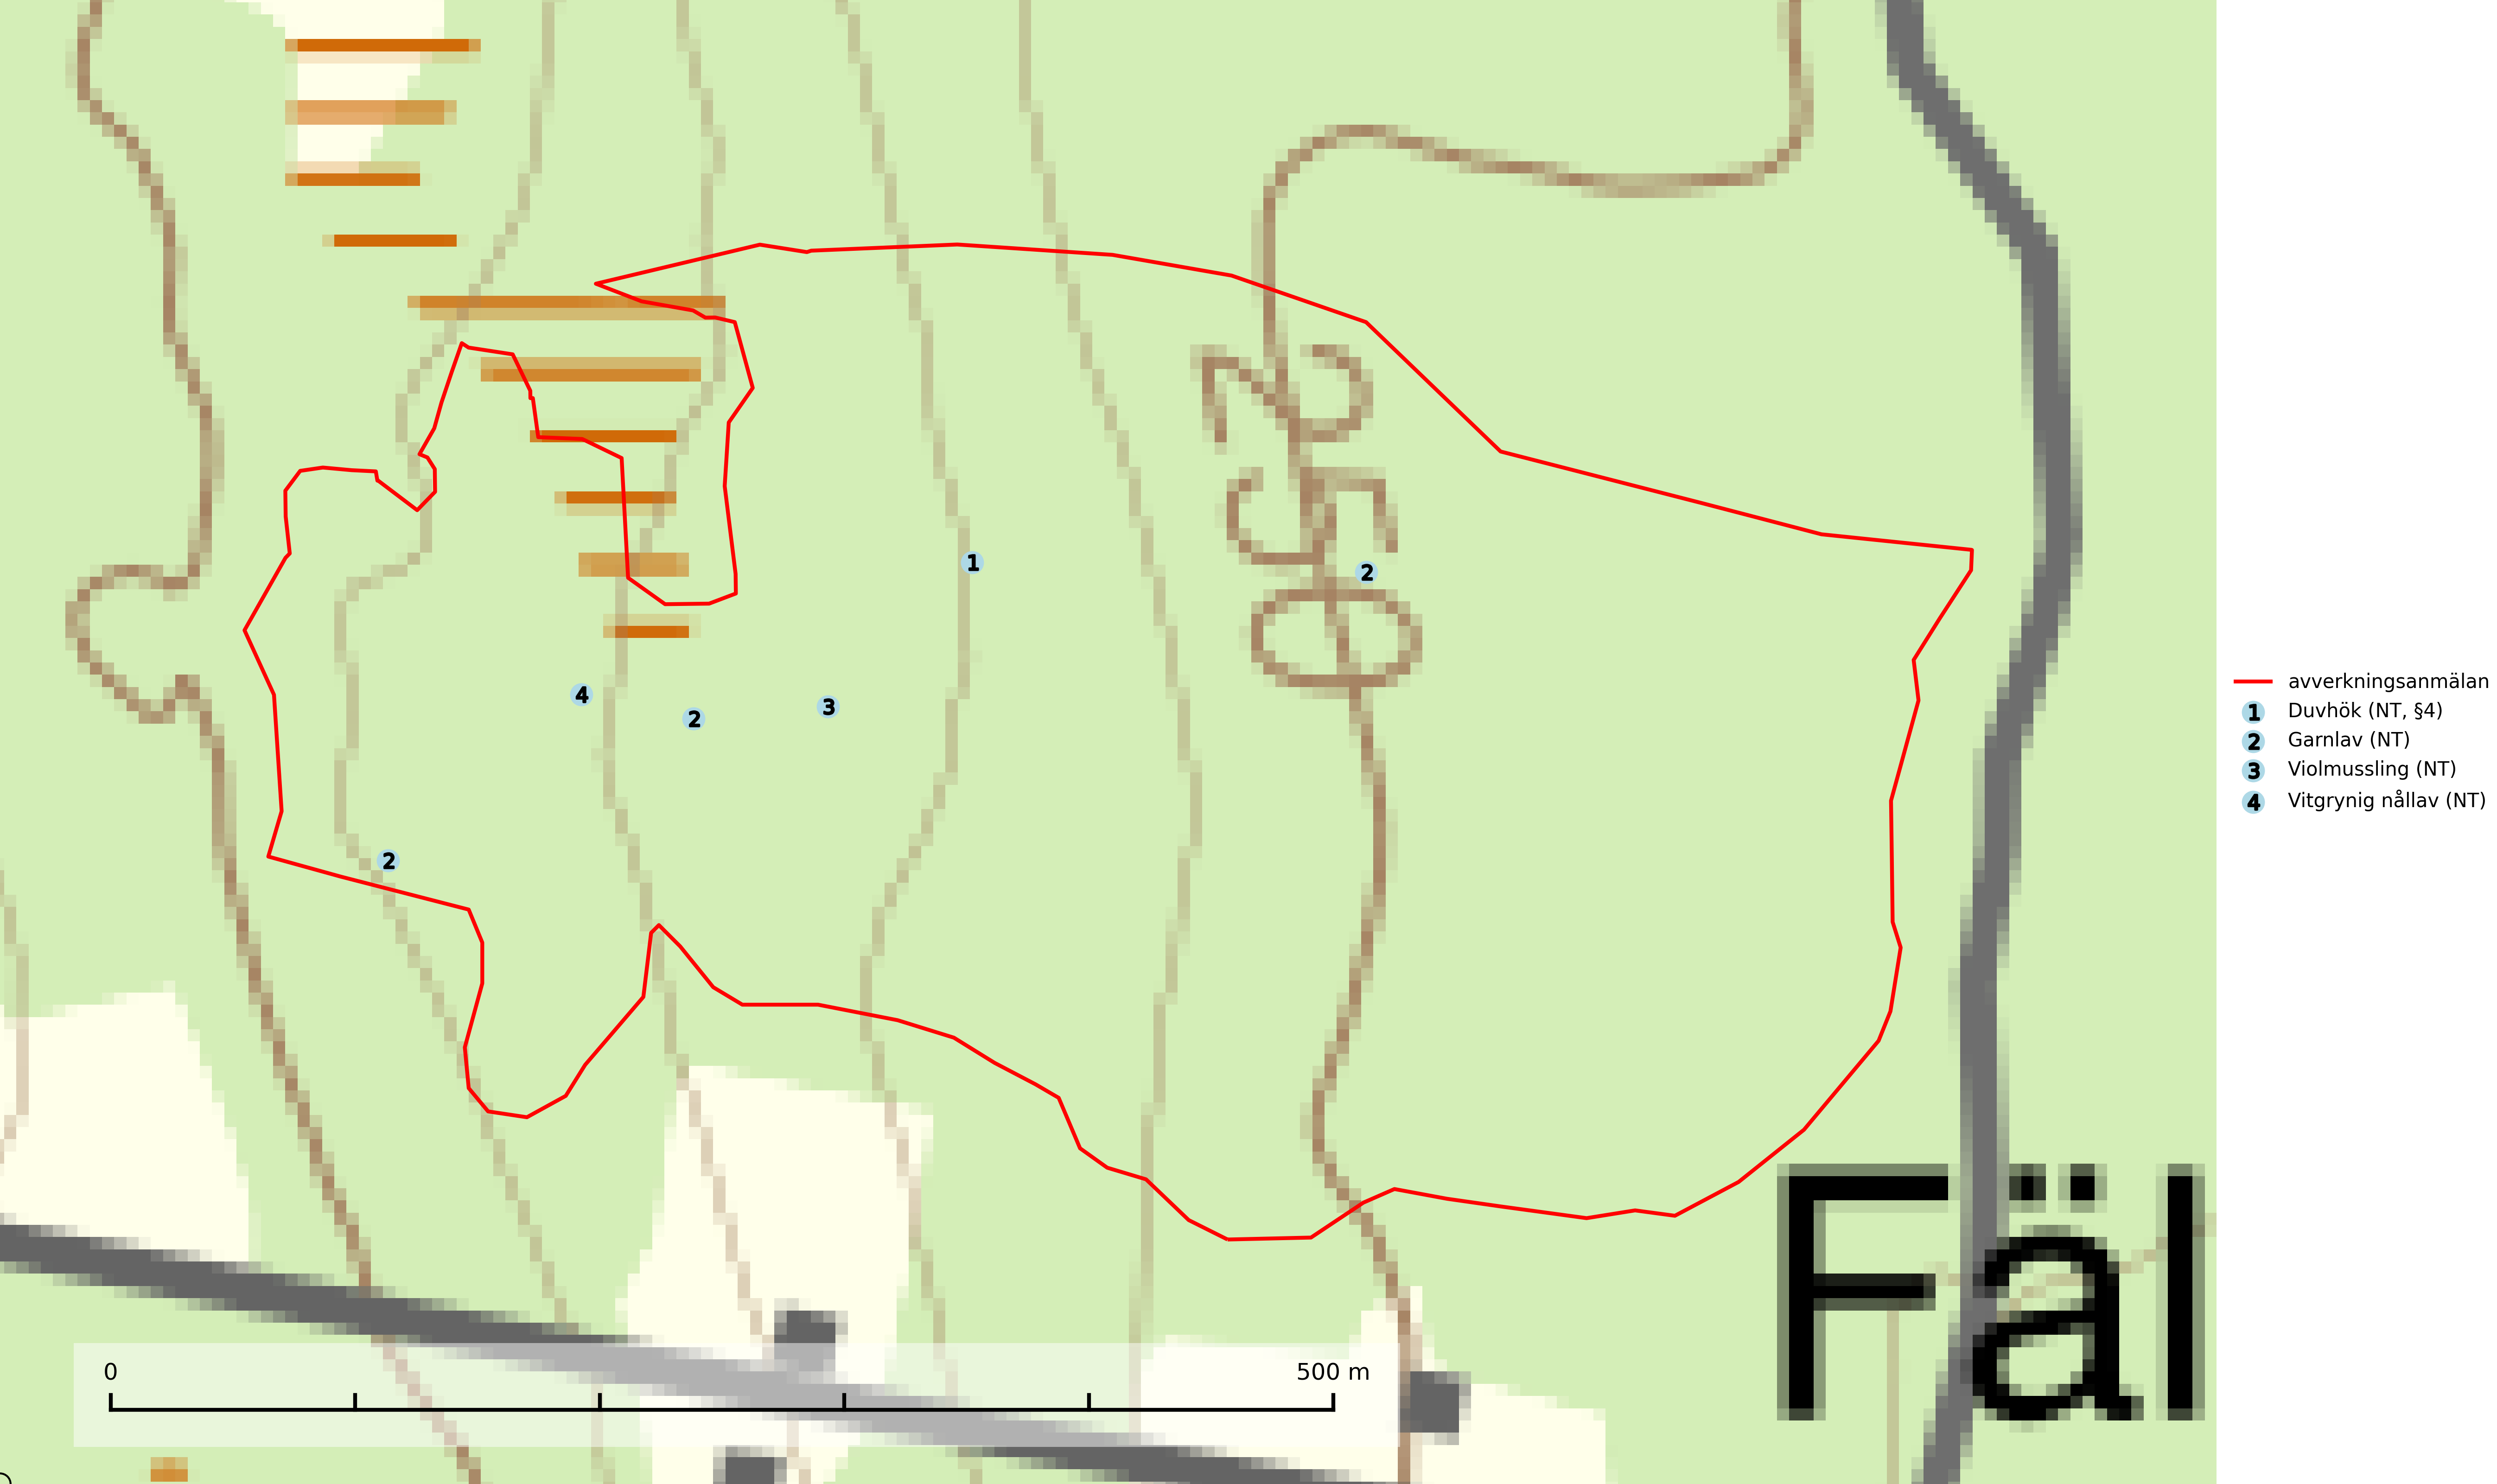 325
1
2
4
2
3
2
Fäl
0 500 m
avverkningsanmälan
1 Duvhök (NT, §4)
2 Garnlav (NT)
3 Violmussling (NT)
4 Vitgrynig nållav (NT)